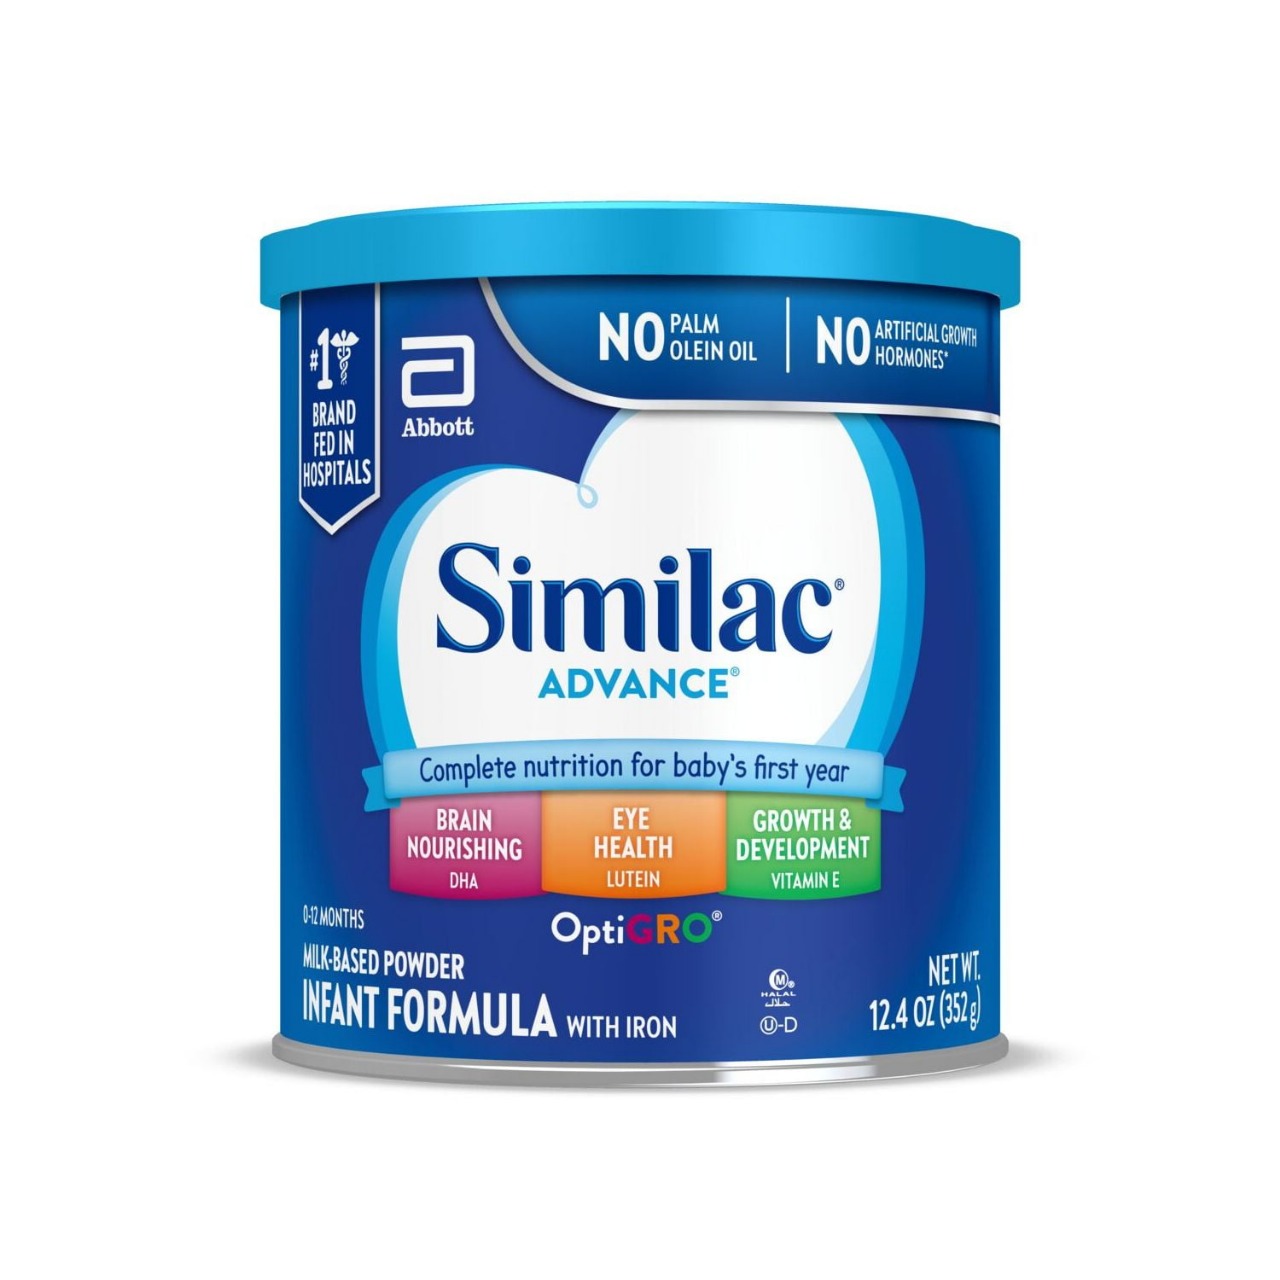 NO PALM
OLEIN OIL
NO ARTIFICIAL GROWTH
HORMONES*
#1
BRAND
FED IN
HOSPITALS
Abbott
Similac®
ADVANCE®
Complete nutrition for baby's first year
BRAIN
NOURISHING
DHA
EYE
HEALTH
LUTEIN
GROWTH &
DEVELOPMENT
VITAMIN E
OptiGRO®
0-12 MONTHS
MILK-BASED POWDER
INFANT FORMULA WITH IRON
M®
HALAL
حلال
U-D
NET WT.
12.4 OZ (352 g)